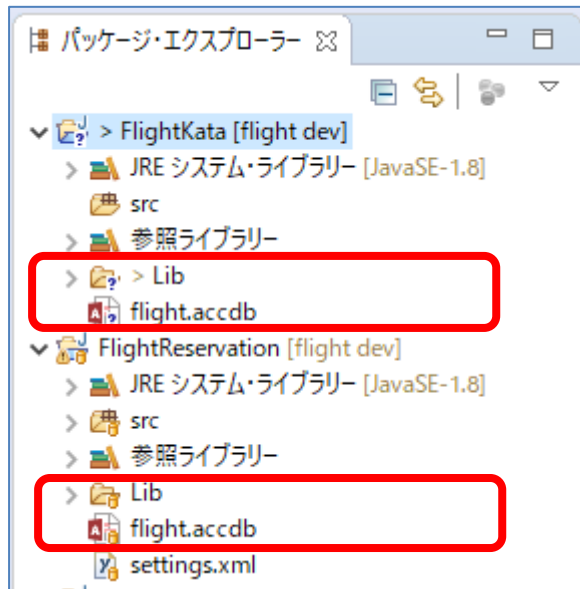 パッケージ・エクスプローラー
> FlightKata [flight dev]
JRE システム・ライブラリー [JavaSE-1.8]
src
参照ライブラリー
> Lib
flight.accdb
FlightReservation [flight dev]
JRE システム・ライブラリー [JavaSE-1.8]
src
参照ライブラリー
Lib
flight.accdb
settings.xml